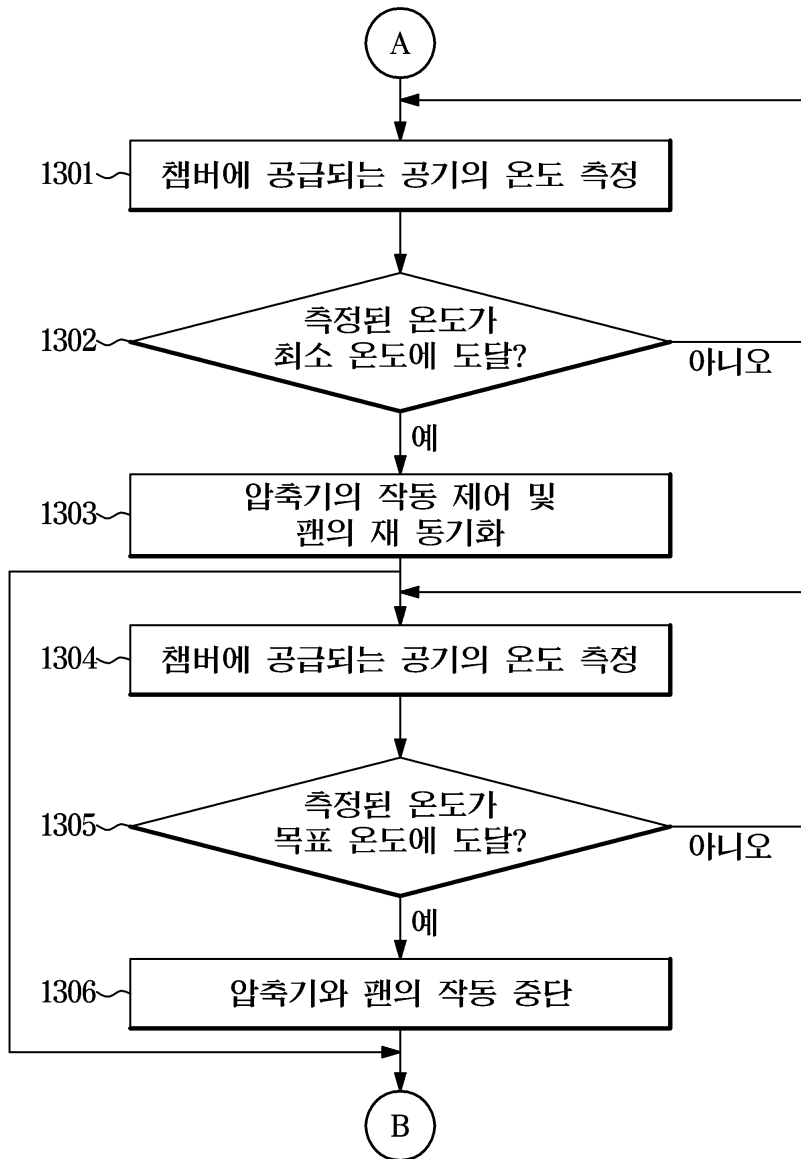 A
1301
챔버에 공급되는 공기의 온도 측정
1302
측정된 온도가
최소 온도에 도달?
아니오
예
1303
압축기의 작동 제어 및
팬의 재 동기화
1304
챔버에 공급되는 공기의 온도 측정
1305
측정된 온도가
목표 온도에 도달?
아니오
예
1306
압축기와 팬의 작동 중단
B